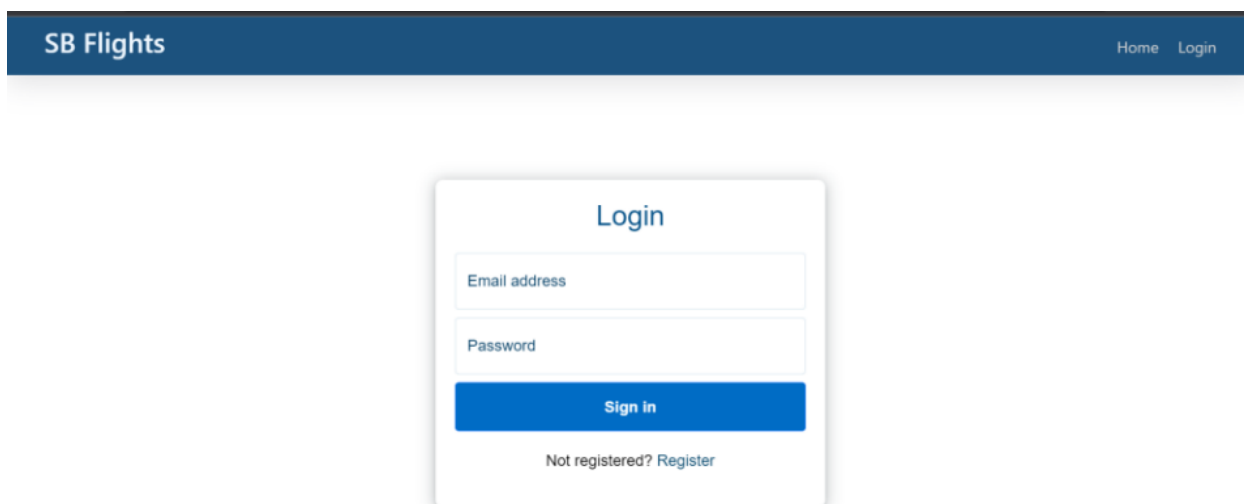 SB Flights
Home Login
Login
Email address
Password
Sign in
Not registered? Register